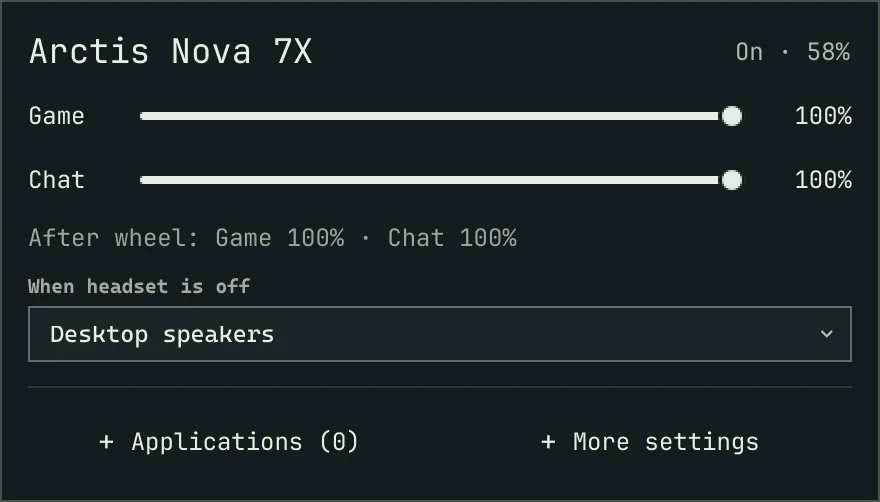 Arctis Nova 7X On · 58%
Game 100%
Chat 100%
After wheel: Game 100% · Chat 100%
When headset is off
Desktop speakers
+ Applications (0) + More settings